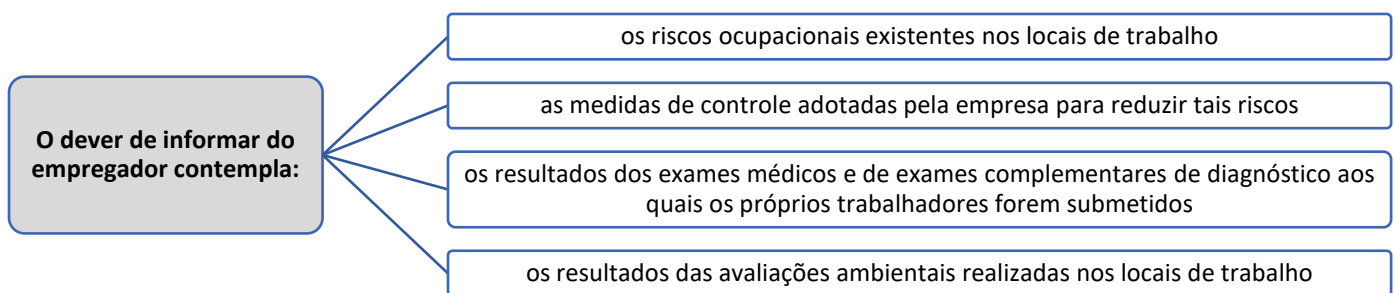 O dever de informar do
empregador contempla:
os riscos ocupacionais existentes nos locais de trabalho
as medidas de controle adotadas pela empresa para reduzir tais riscos
os resultados dos exames médicos e de exames complementares de diagnóstico aos
quais os próprios trabalhadores forem submetidos
os resultados das avaliações ambientais realizadas nos locais de trabalho